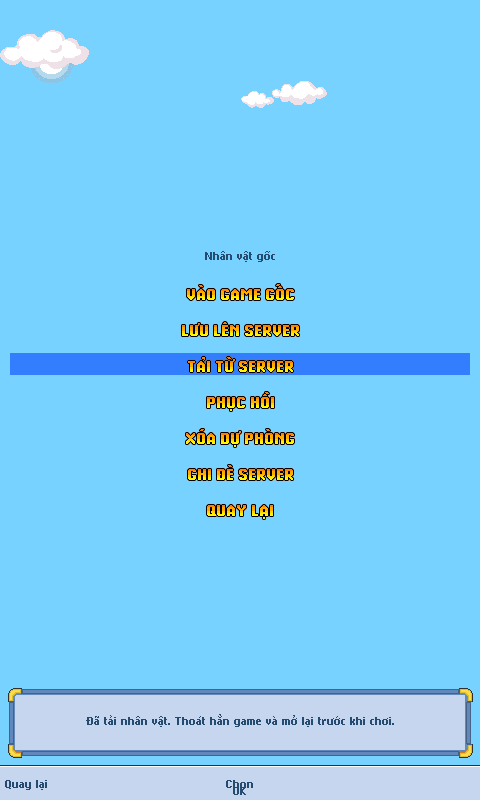 Nhân vật gốc
VÀO GAME GỐC
LƯU LÊN SERVER
TẢI TỪ SERVER
PHỤC HỒI
XÓA DỰ PHÒNG
GHI ĐÈ SERVER
QUAY LẠI
Đã tải nhân vật. Thoát hẳn game và mở lại trước khi chơi.
Quay lại
Chọn
OK